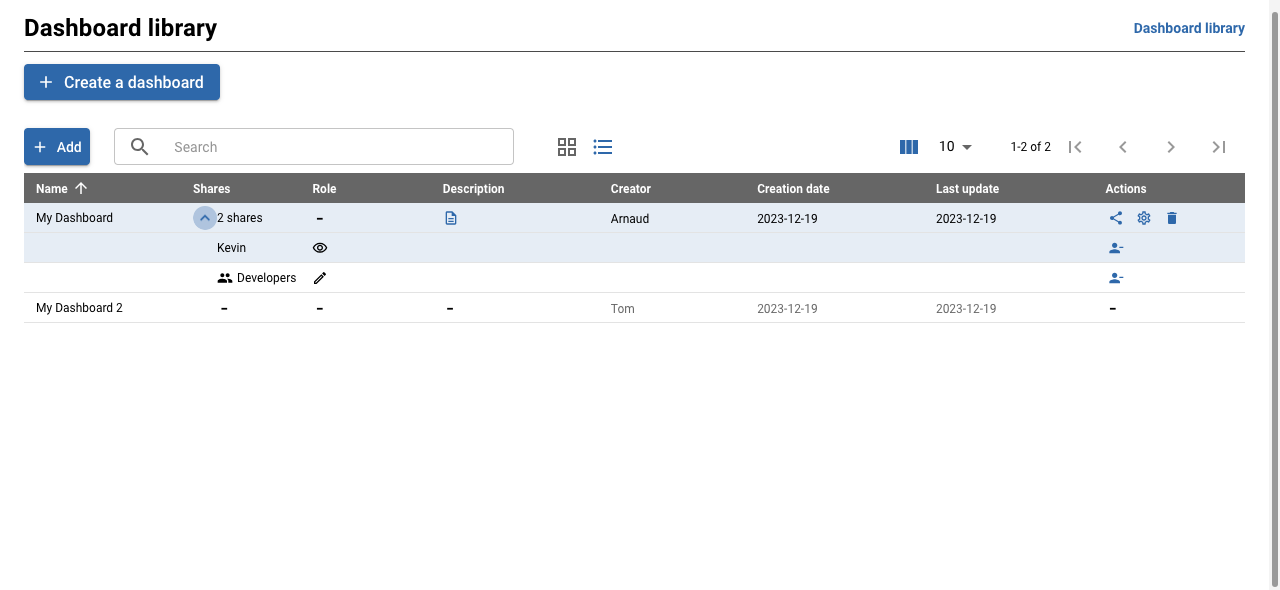 Dashboard library
Dashboard library
Create a dashboard
Add
Search
10
1-2 of 2
Name Shares Role Description Creator Creation date Last update Actions
My Dashboard 2 shares – Arnaud 2023-12-19 2023-12-19
Kevin
Developers
My Dashboard 2 – – – Tom 2023-12-19 2023-12-19 –